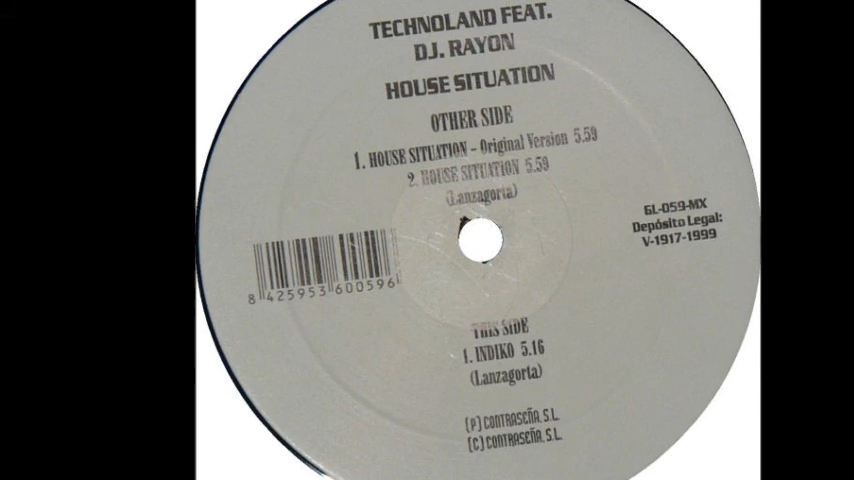 TECHNOLAND FEAT.
D.J. RAYON
HOUSE SITUATION
OTHER SIDE
1. HOUSE SITUATION - Original Version 5.59
2. HOUSE SITUATION 5.59
(Lanzagorta)
GL-059-MX
Depósito Legal:
V-1917-1999
8 425953 600596
THIS SIDE
1. INDIKO 5.16
(Lanzagorta)
(P) CONTRASEÑA, S.L.
(C) CONTRASEÑA, S.L.